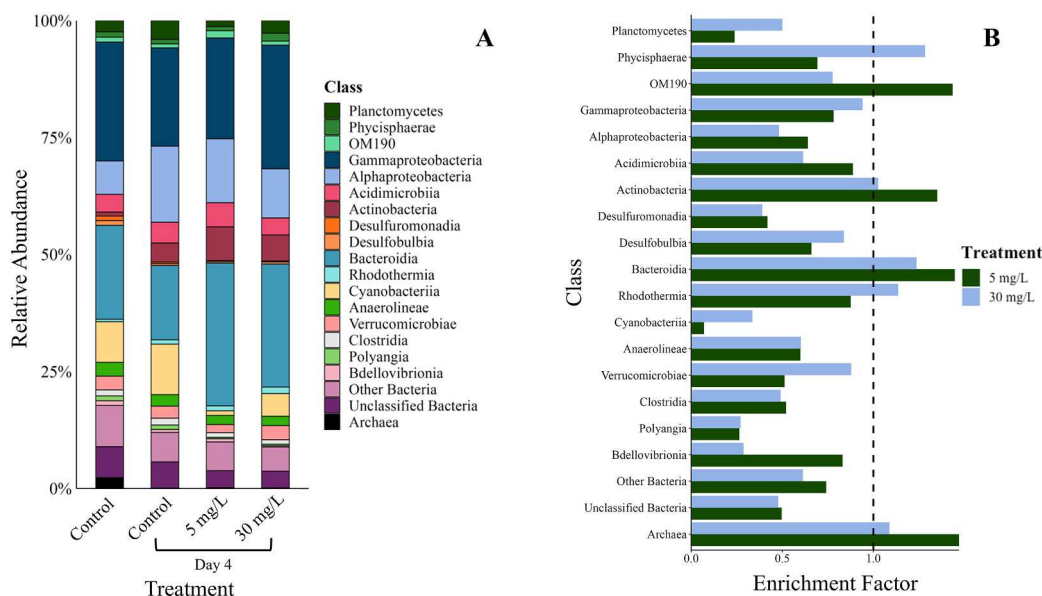 100%
75%
50%
25%
0%
Relative Abundance
A
Class
Planctomycetes
Phycisphaerae
OM190
Gammaproteobacteria
Alphaproteobacteria
Acidimicrobiia
Actinobacteria
Desulfuromonadia
Desulfobulbia
Bacteroidia
Rhodothermia
Cyanobacteriia
Anaerolineae
Verrucomicrobiae
Clostridia
Polyangia
Bdellovibrionia
Other Bacteria
Unclassified Bacteria
Archaea
Control
Control
5 mg/L
30 mg/L
Day 4
Treatment
B
Class
Planctomycetes
Phycisphaerae
OM190
Gammaproteobacteria
Alphaproteobacteria
Acidimicrobiia
Actinobacteria
Desulfuromonadia
Desulfobulbia
Bacteroidia
Rhodothermia
Cyanobacteriia
Anaerolineae
Verrucomicrobiae
Clostridia
Polyangia
Bdellovibrionia
Other Bacteria
Unclassified Bacteria
Archaea
0.0 0.5 1.0
Enrichment Factor
Treatment
5 mg/L
30 mg/L